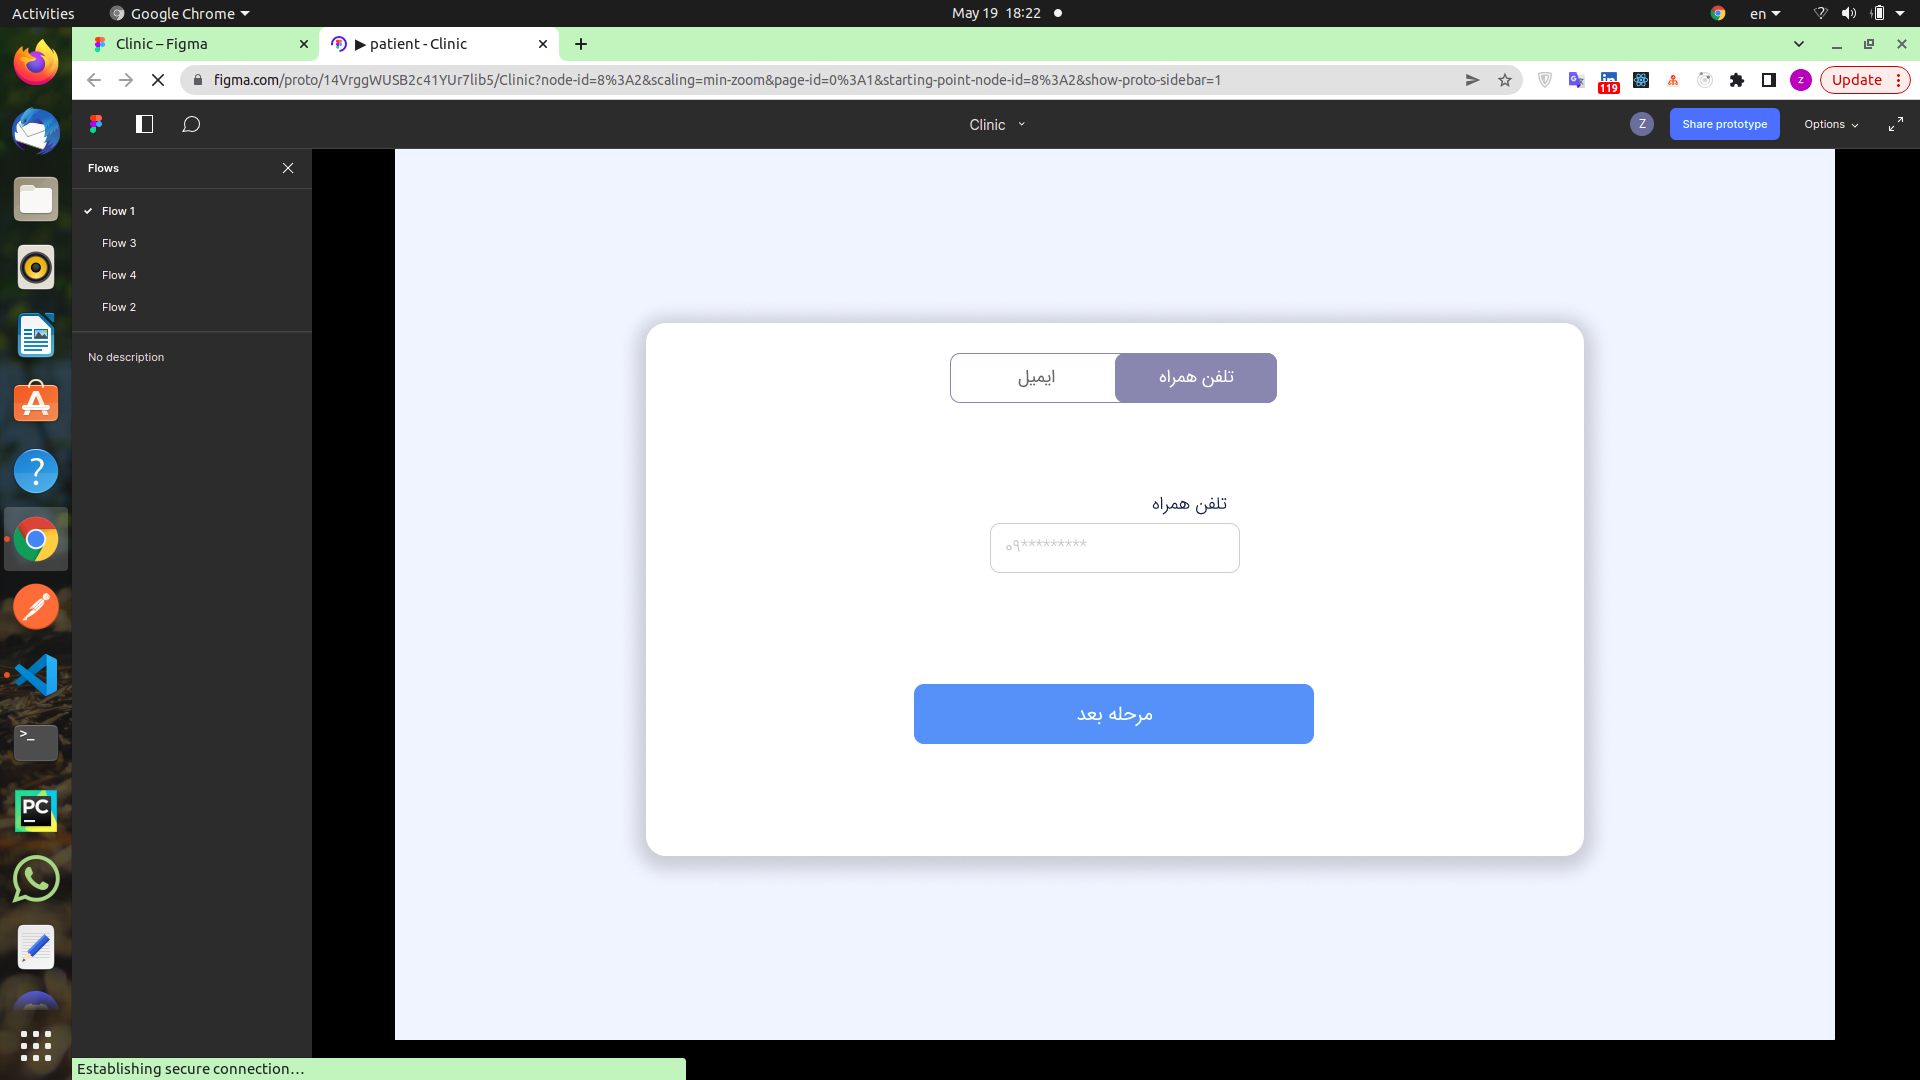 Activities
Google Chrome
May 19 18:22
en
Clinic – Figma
▶ patient - Clinic
figma.com/proto/14VrggWUSB2c41YUr7lib5/Clinic?node-id=8%3A2&scaling=min-zoom&page-id=0%3A1&starting-point-node-id=8%3A2&show-proto-sidebar=1
119
z
Update
Clinic
Z
Share prototype
Options
Flows
Flow 1
Flow 3
Flow 4
Flow 2
No description
تلفن همراه
ایمیل
تلفن همراه
۰۹*********
مرحله بعد
>_
PC
Establishing secure connection…